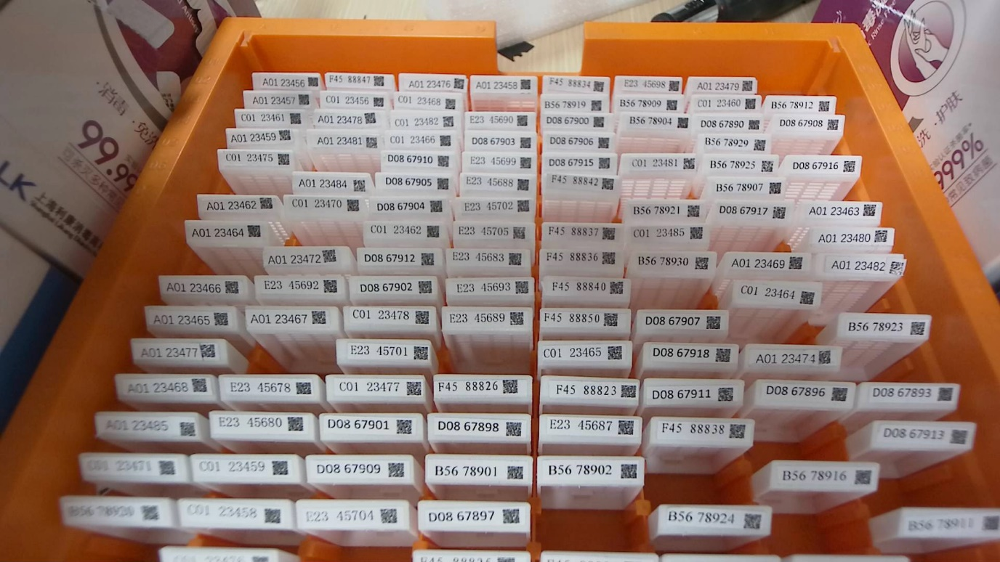 A01 23456
F45 88847
A01 23476
A01 23458
F45 88834
E23 45698
A01 23479
A01 23457
C01 23456
C01 23468
B56 78919
B56 78909
C01 23460
B56 78912
C01 23461
A01 23478
C01 23482
E23 45690
D08 67900
B56 78904
D08 67890
D08 67908
A01 23459
A01 23481
C01 23466
D08 67903
D08 67906
B56 78929
C01 23475
D08 67910
E23 45699
D08 67915
C01 23481
B56 78925
D08 67916
A01 23484
D08 67905
E23 45688
F45 88842
B56 78907
A01 23462
C01 23470
D08 67904
E23 45702
B56 78921
D08 67917
A01 23463
A01 23464
C01 23462
E23 45705
F45 88837
C01 23485
A01 23480
A01 23472
D08 67912
E23 45683
F45 88836
B56 78930
A01 23469
A01 23482
A01 23466
E23 45692
D08 67902
E23 45693
F45 88840
C01 23464
A01 23465
A01 23467
C01 23478
E23 45689
F45 88850
D08 67907
B56 78923
A01 23477
E23 45701
C01 23465
D08 67918
A01 23474
A01 23468
E23 45678
C01 23477
F45 88826
F45 88823
D08 67911
D08 67896
D08 67893
A01 23485
E23 45680
D08 67901
D08 67898
E23 45687
F45 88838
D08 67913
C01 23471
C01 23459
D08 67909
B56 78901
B56 78902
B56 78916
C01 23458
E23 45704
D08 67897
B56 78924
B56 78911
消毒
99.99
LK
护肤
999%